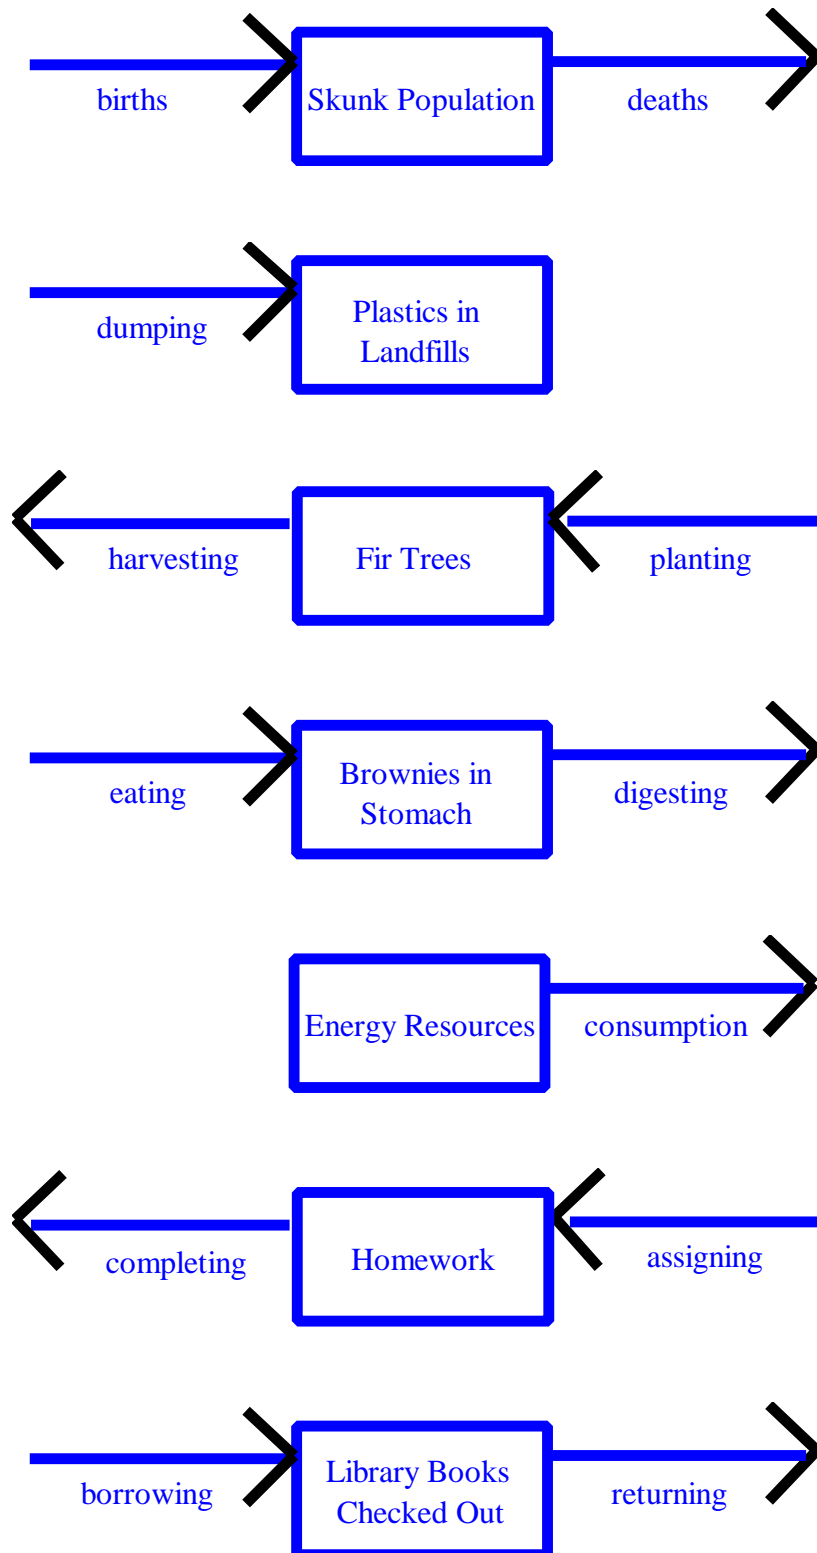 births
Skunk Population
deaths
dumping
Plastics in
Landfills
harvesting
Fir Trees
planting
eating
Brownies in
Stomach
digesting
Energy Resources
consumption
completing
Homework
assigning
borrowing
Library Books
Checked Out
returning